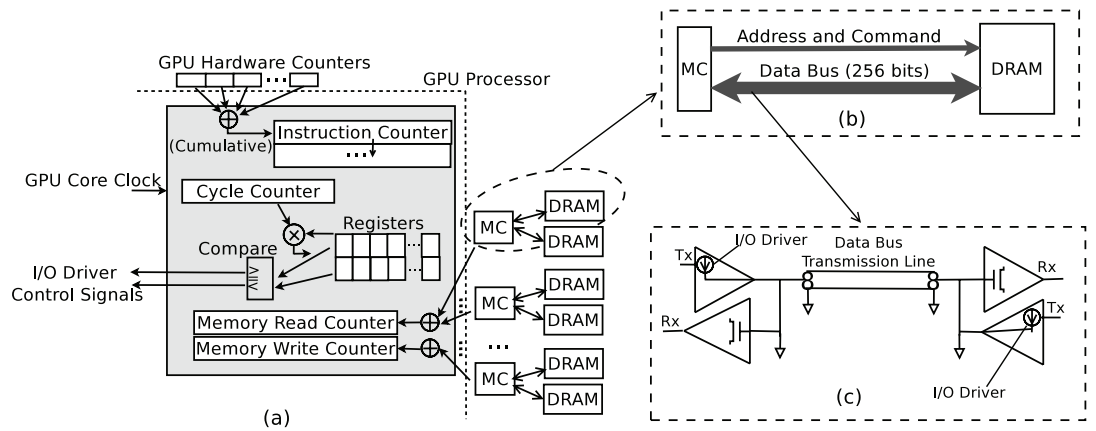 GPU Hardware Counters
GPU Processor
(Cumulative)
Instruction Counter
...
GPU Core Clock
Cycle Counter
Registers
Compare
I/O Driver
Control Signals
Memory Read Counter
Memory Write Counter
(a)
MC
DRAM
DRAM
MC
DRAM
DRAM
...
MC
DRAM
DRAM
Address and Command
MC
Data Bus (256 bits)
DRAM
(b)
I/O Driver
Data Bus
Transmission Line
Tx
Rx
Rx
Tx
I/O Driver
(c)